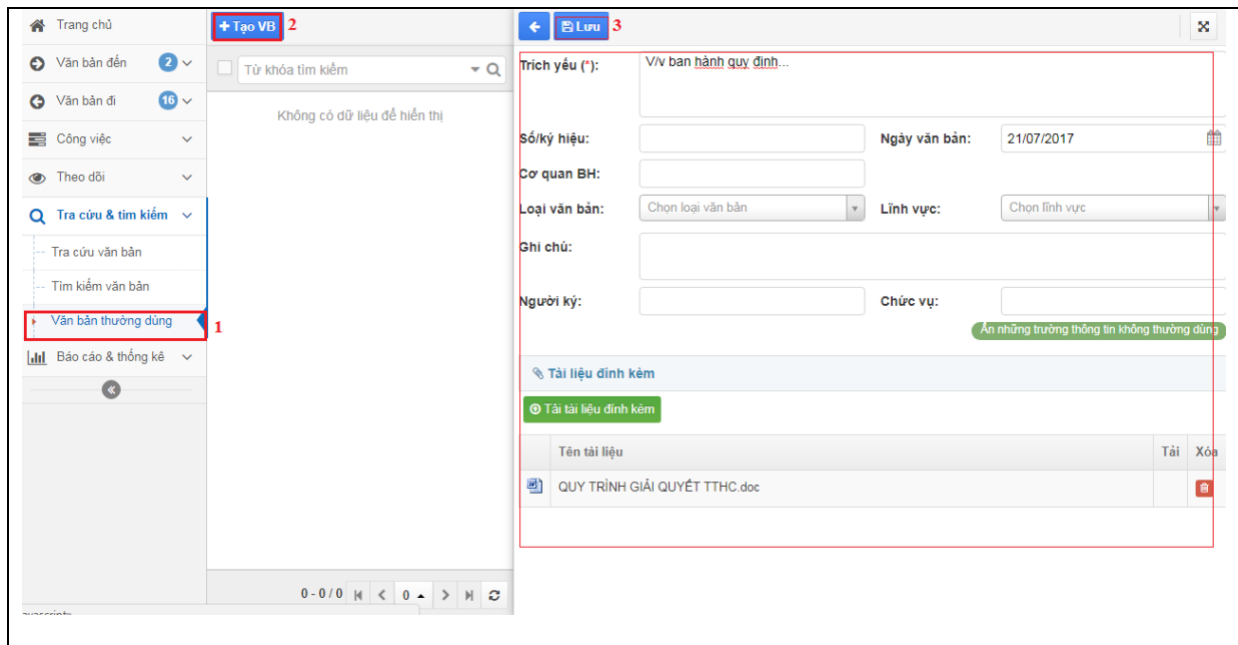 Trang chủ
Văn bản đến 2
Văn bản đi 16
Công việc
Theo dõi
Tra cứu & tìm kiếm
Tra cứu văn bản
Tìm kiếm văn bản
Văn bản thường dùng 1
Báo cáo & thống kê
+ Tạo VB 2
Từ khóa tìm kiếm
Không có dữ liệu để hiển thị
0 - 0 / 0 0
Lưu 3
Trích yếu (*): V/v ban hành quy định...
Số/ký hiệu: Ngày văn bản: 21/07/2017
Cơ quan BH:
Loại văn bản: Chọn loại văn bản Lĩnh vực: Chọn lĩnh vực
Ghi chú:
Người ký: Chức vụ:
Ẩn những trường thông tin không thường dùng
Tài liệu đính kèm
Tải tài liệu đính kèm
Tên tài liệu Tải Xóa
QUY TRÌNH GIẢI QUYẾT TTHC.doc